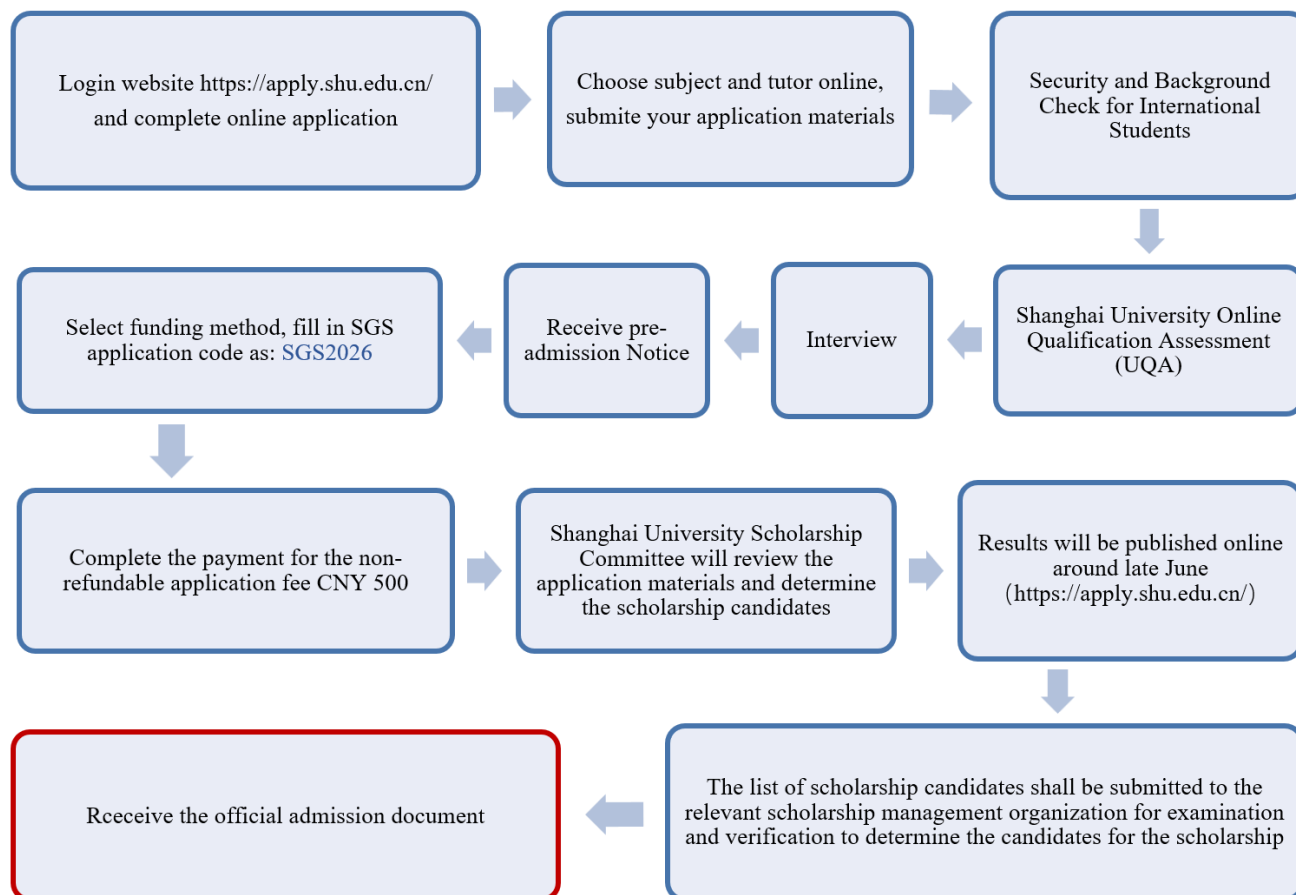 Login website https://apply.shu.edu.cn/
and complete online application
Choose subject and tutor online,
submite your application materials
Security and Background
Check for International
Students
Shanghai University Online
Qualification Assessment
(UQA)
Interview
Receive pre-
admission Notice
Select funding method, fill in SGS
application code as: SGS2026
Complete the payment for the non-
refundable application fee CNY 500
Shanghai University Scholarship
Committee will review the
application materials and determine
the scholarship candidates
Results will be published online
around late June
(https://apply.shu.edu.cn/)
The list of scholarship candidates shall be submitted to the
relevant scholarship management organization for examination
and verification to determine the candidates for the scholarship
Rceceive the official admission document